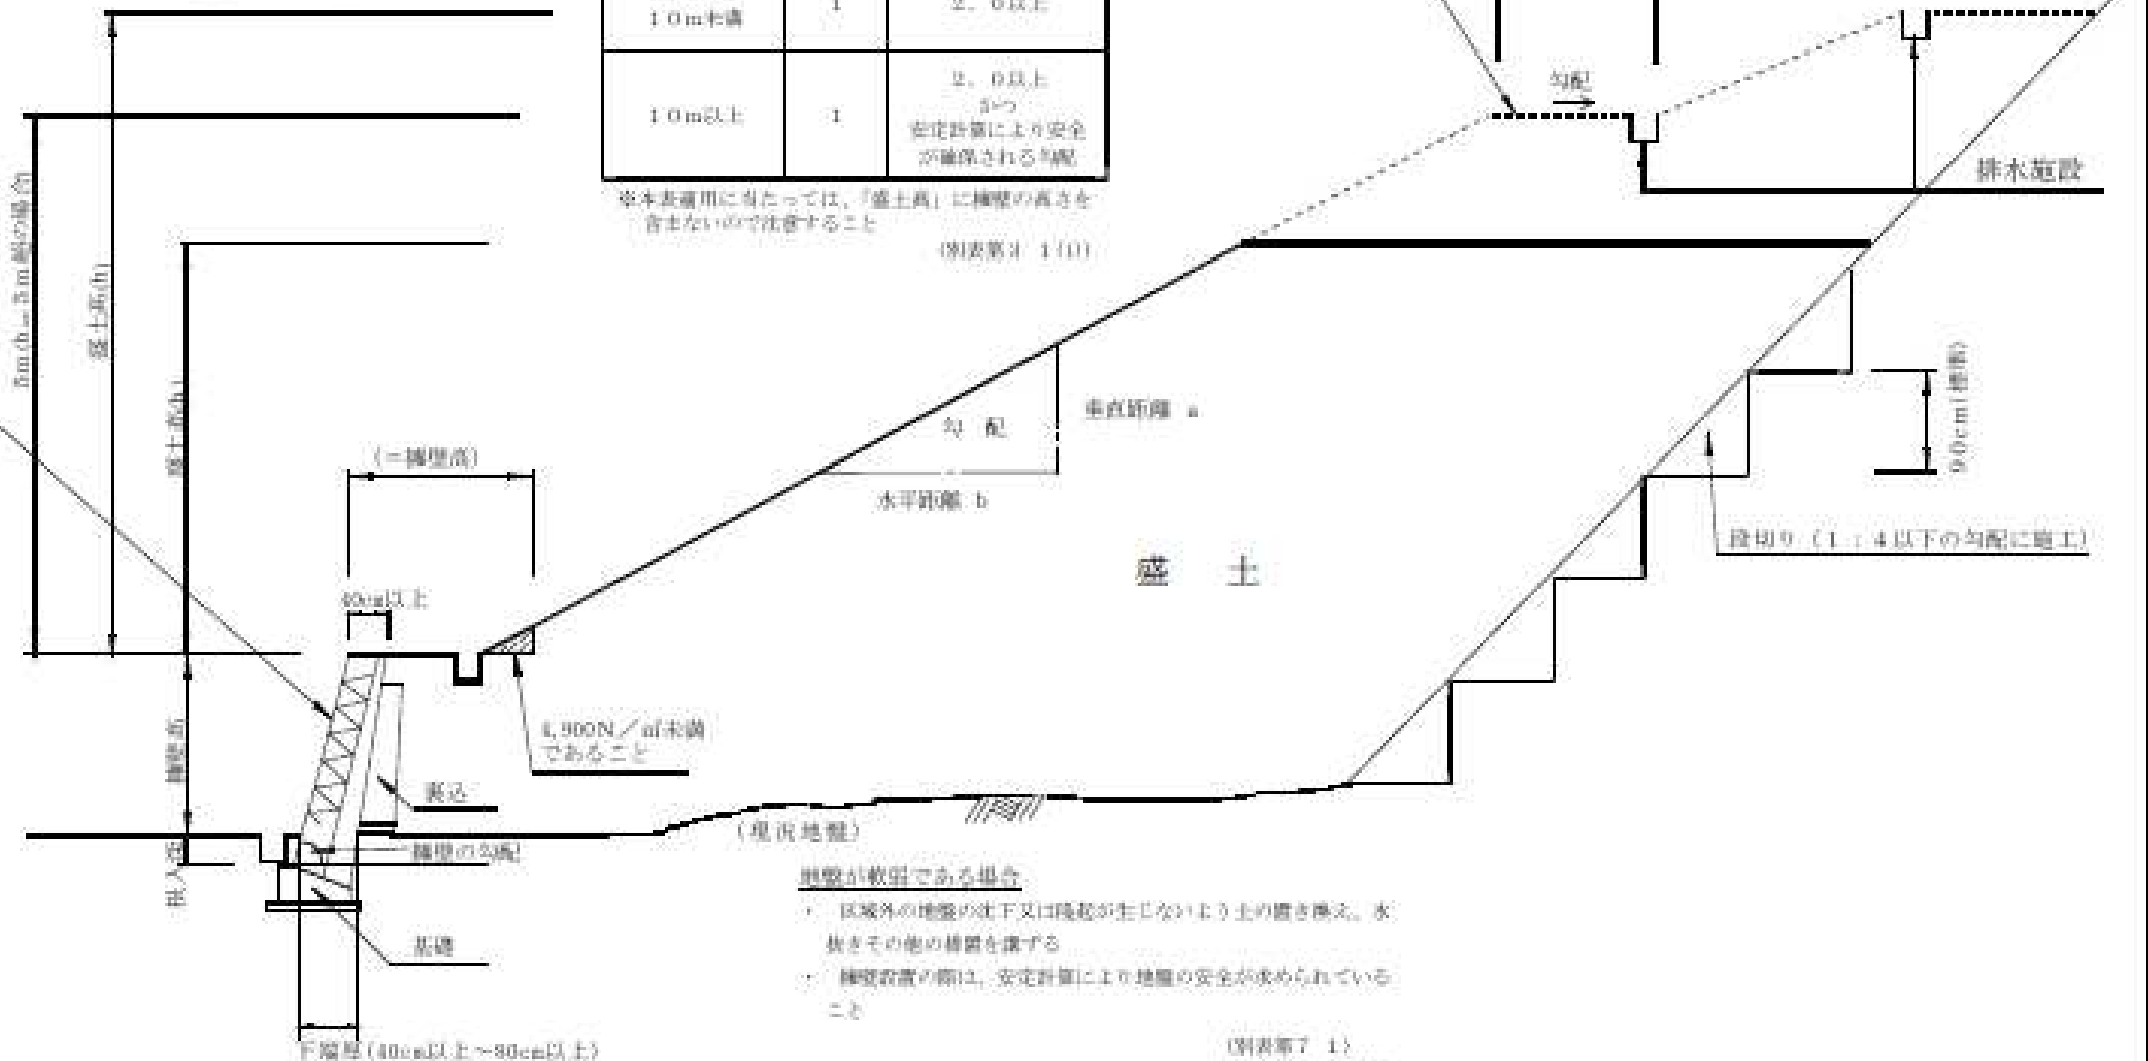 10m未満
1
2.0以上
10m以上
1
2.0以上
かつ
安定計算により安全
が確保される勾配
※本表適用に当たっては、「盛土高」に擁壁の高さを
含まないので注意すること
(別表第3 1(1))
勾配
排水施設
5m(h=5m超の場合)
盛土高(h)
盛土高(h)
(=擁壁高)
勾 配
垂直距離 a
水平距離 b
90cm(標準)
段切り(1:4以下の勾配に施工)
盛 土
40cm以上
擁壁高
4,900N/㎡未満
であること
裏込
(現況地盤)
擁壁の勾配
根入長
基礎
地盤が軟弱である場合
・ 区域外の地盤の沈下又は隆起が生じないよう土の置き換え、水
抜きその他の措置を講ずる
・ 擁壁設置の際は、安定計算により地盤の安全が求められている
こと
(別表第7 1)
下端厚(40cm以上~80cm以上)